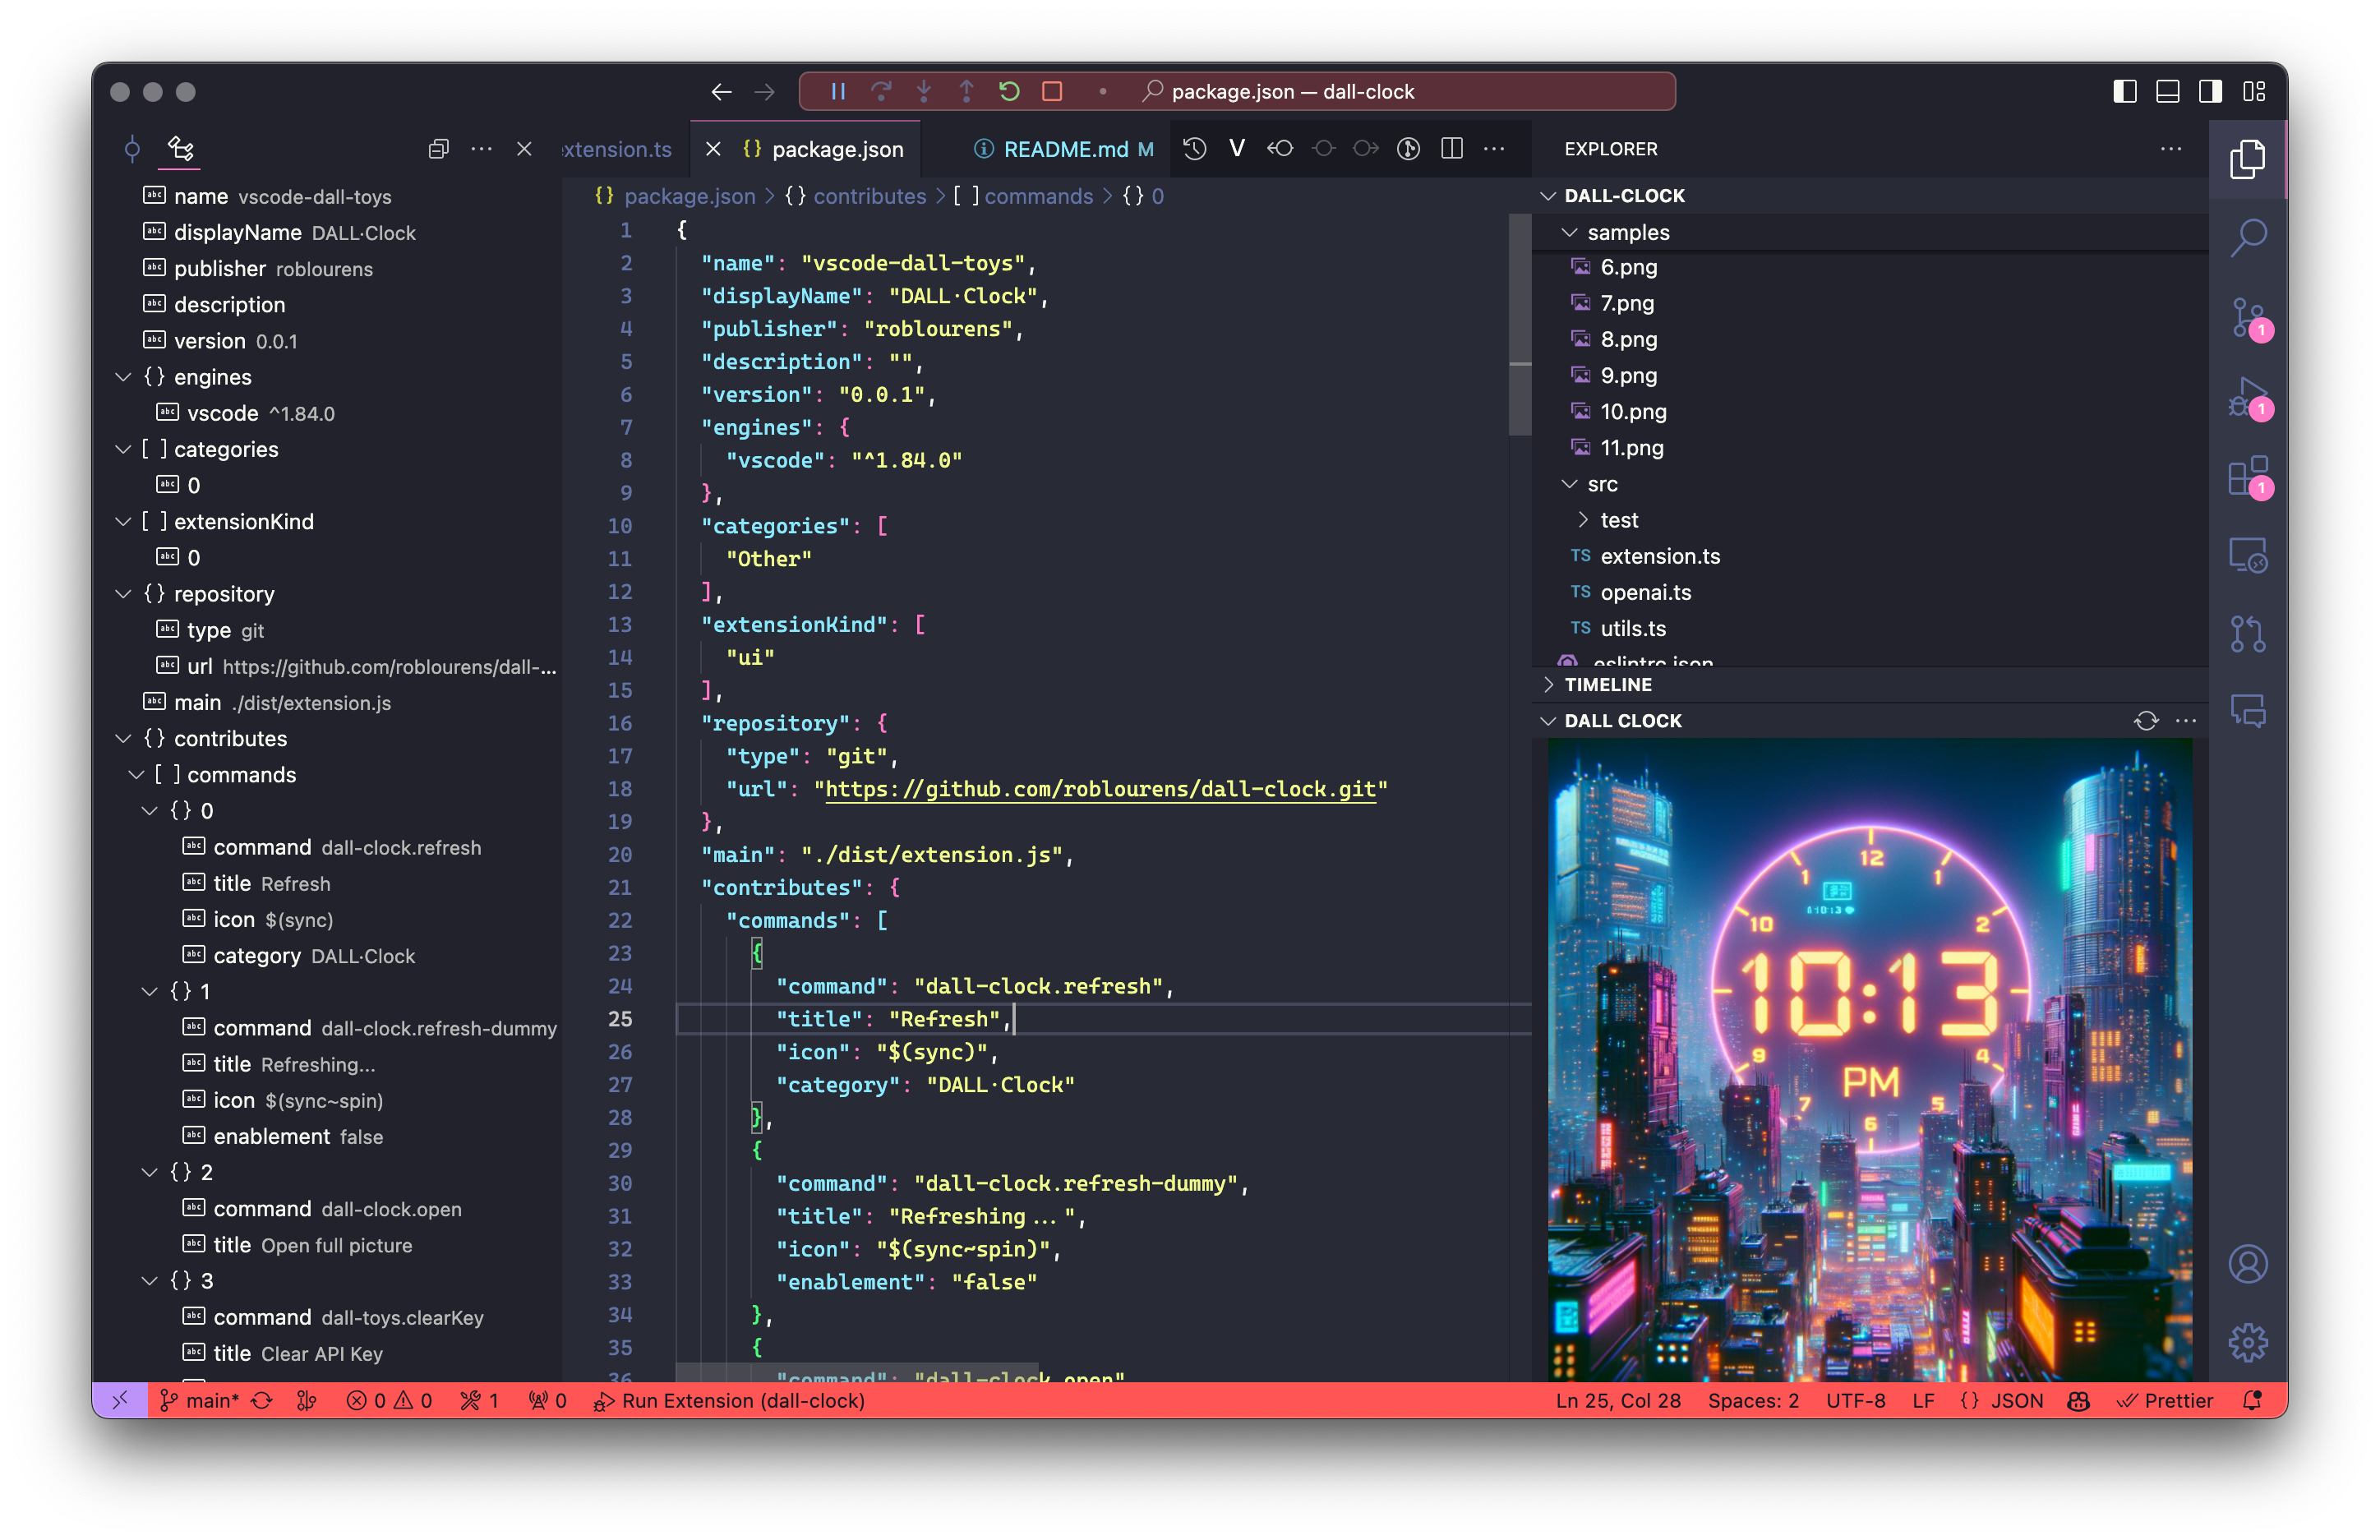 package.json — dall-clock
extension.ts
package.json
README.md M
V
EXPLORER
name vscode-dall-toys
displayName DALL·Clock
publisher roblourens
description
version 0.0.1
{} engines
vscode ^1.84.0
[ ] categories
0
[ ] extensionKind
0
{} repository
type git
url https://github.com/roblourens/dall-...
main ./dist/extension.js
{} contributes
[ ] commands
{} 0
command dall-clock.refresh
title Refresh
icon $(sync)
category DALL·Clock
{} 1
command dall-clock.refresh-dummy
title Refreshing...
icon $(sync~spin)
enablement false
{} 2
command dall-clock.open
title Open full picture
{} 3
command dall-toys.clearKey
title Clear API Key
{} package.json > {} contributes > [ ] commands > {} 0
1 {
2 "name": "vscode-dall-toys",
3 "displayName": "DALL·Clock",
4 "publisher": "roblourens",
5 "description": "",
6 "version": "0.0.1",
7 "engines": {
8 "vscode": "^1.84.0"
9 },
10 "categories": [
11 "Other"
12 ],
13 "extensionKind": [
14 "ui"
15 ],
16 "repository": {
17 "type": "git",
18 "url": "https://github.com/roblourens/dall-clock.git"
19 },
20 "main": "./dist/extension.js",
21 "contributes": {
22 "commands": [
23 {
24 "command": "dall-clock.refresh",
25 "title": "Refresh",
26 "icon": "$(sync)",
27 "category": "DALL·Clock"
28 },
29 {
30 "command": "dall-clock.refresh-dummy",
31 "title": "Refreshing...",
32 "icon": "$(sync~spin)",
33 "enablement": "false"
34 },
35 {
36 "command": "dall-clock.open"
DALL-CLOCK
samples
6.png
7.png
8.png
9.png
10.png
11.png
src
test
TS extension.ts
TS openai.ts
TS utils.ts
.eslintrc.json
TIMELINE
DALL CLOCK
12
1
1
10
2
10:13
9
4
PM
7
5
6
1
1
1
main*
0 0
1
0
Run Extension (dall-clock)
Ln 25, Col 28
Spaces: 2
UTF-8
LF
{} JSON
Prettier